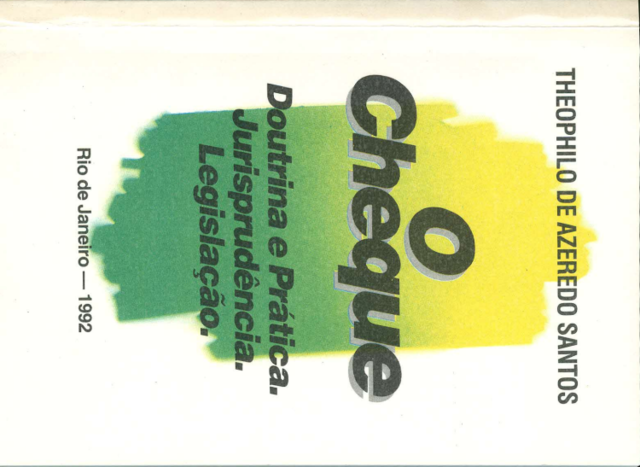 THEOPHILO DE AZEREDO SANTOS
O
Cheque
Doutrina e Prática.
Jurisprudência.
Legislação.
Rio de Janeiro — 1992